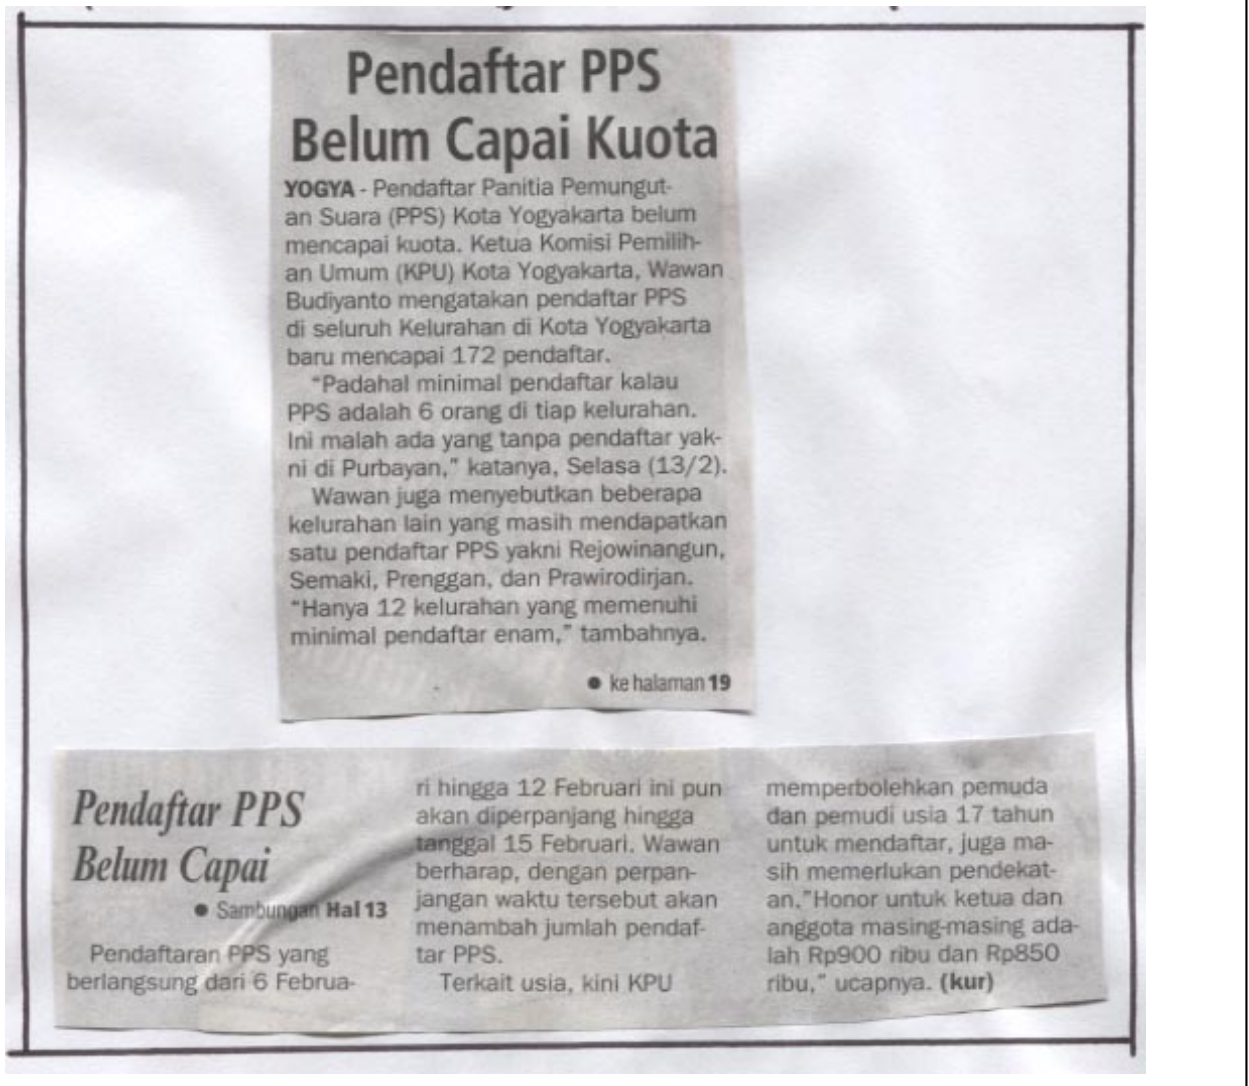 Pendaftar PPS
Belum Capai Kuota
YOGYA - Pendaftar Panitia Pemungut-
an Suara (PPS) Kota Yogyakarta belum
mencapai kuota. Ketua Komisi Pemilih-
an Umum (KPU) Kota Yogyakarta, Wawan
Budiyanto mengatakan pendaftar PPS
di seluruh Kelurahan di Kota Yogyakarta
baru mencapai 172 pendaftar.
"Padahal minimal pendaftar kalau
PPS adalah 6 orang di tiap kelurahan.
Ini malah ada yang tanpa pendaftar yak-
ni di Purbayan," katanya, Selasa (13/2).
Wawan juga menyebutkan beberapa
kelurahan lain yang masih mendapatkan
satu pendaftar PPS yakni Rejowinangun,
Semaki, Prenggan, dan Prawirodirjan.
"Hanya 12 kelurahan yang memenuhi
minimal pendaftar enam," tambahnya.
● ke halaman 19
Pendaftar PPS
Belum Capai
● Sambungan Hal 13
Pendaftaran PPS yang
berlangsung dari 6 Februa-
ri hingga 12 Februari ini pun
akan diperpanjang hingga
tanggal 15 Februari. Wawan
berharap, dengan perpan-
jangan waktu tersebut akan
menambah jumlah pendaf-
tar PPS.
Terkait usia, kini KPU
memperbolehkan pemuda
dan pemudi usia 17 tahun
untuk mendaftar, juga ma-
sih memerlukan pendekat-
an."Honor untuk ketua dan
anggota masing-masing ada-
lah Rp900 ribu dan Rp850
ribu," ucapnya. (kur)